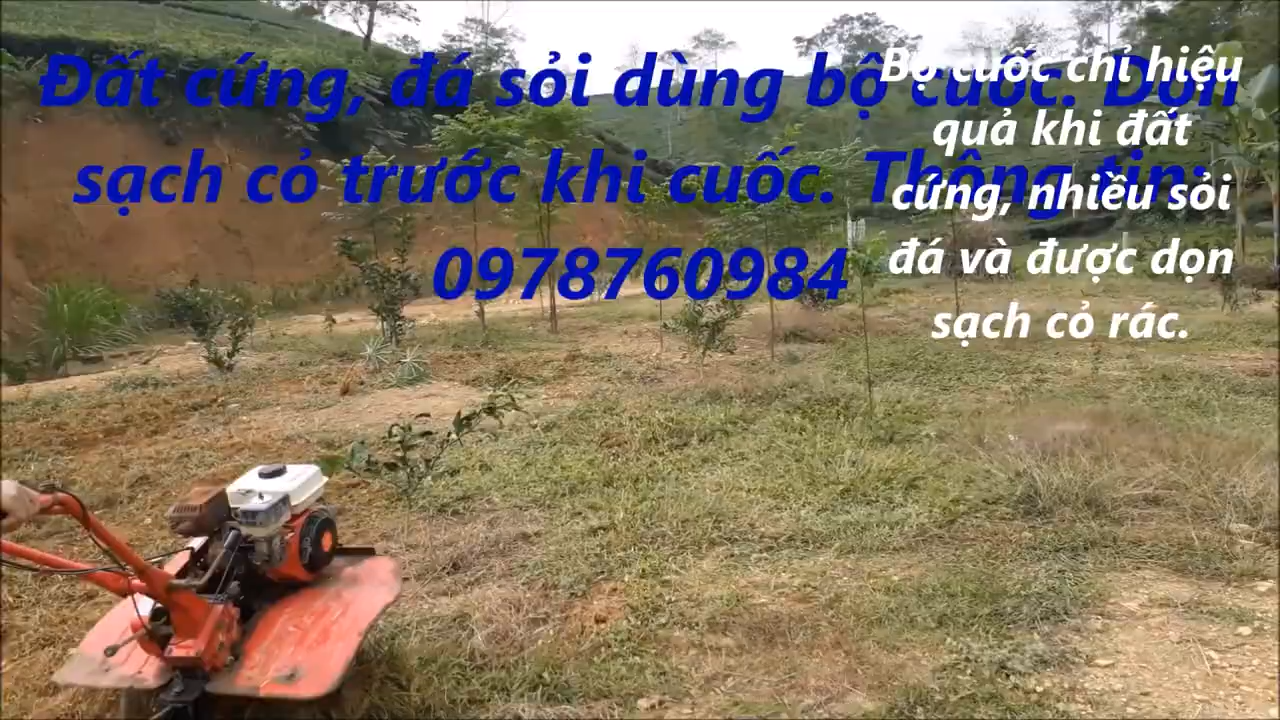 Đất cứng, đá sỏi dùng bộ cuốc. Dọn
sạch cỏ trước khi cuốc. Thông tin:
0978760984
Bộ cuốc chỉ hiệu
quả khi đất
cứng, nhiều sỏi
đá và được dọn
sạch cỏ rác.